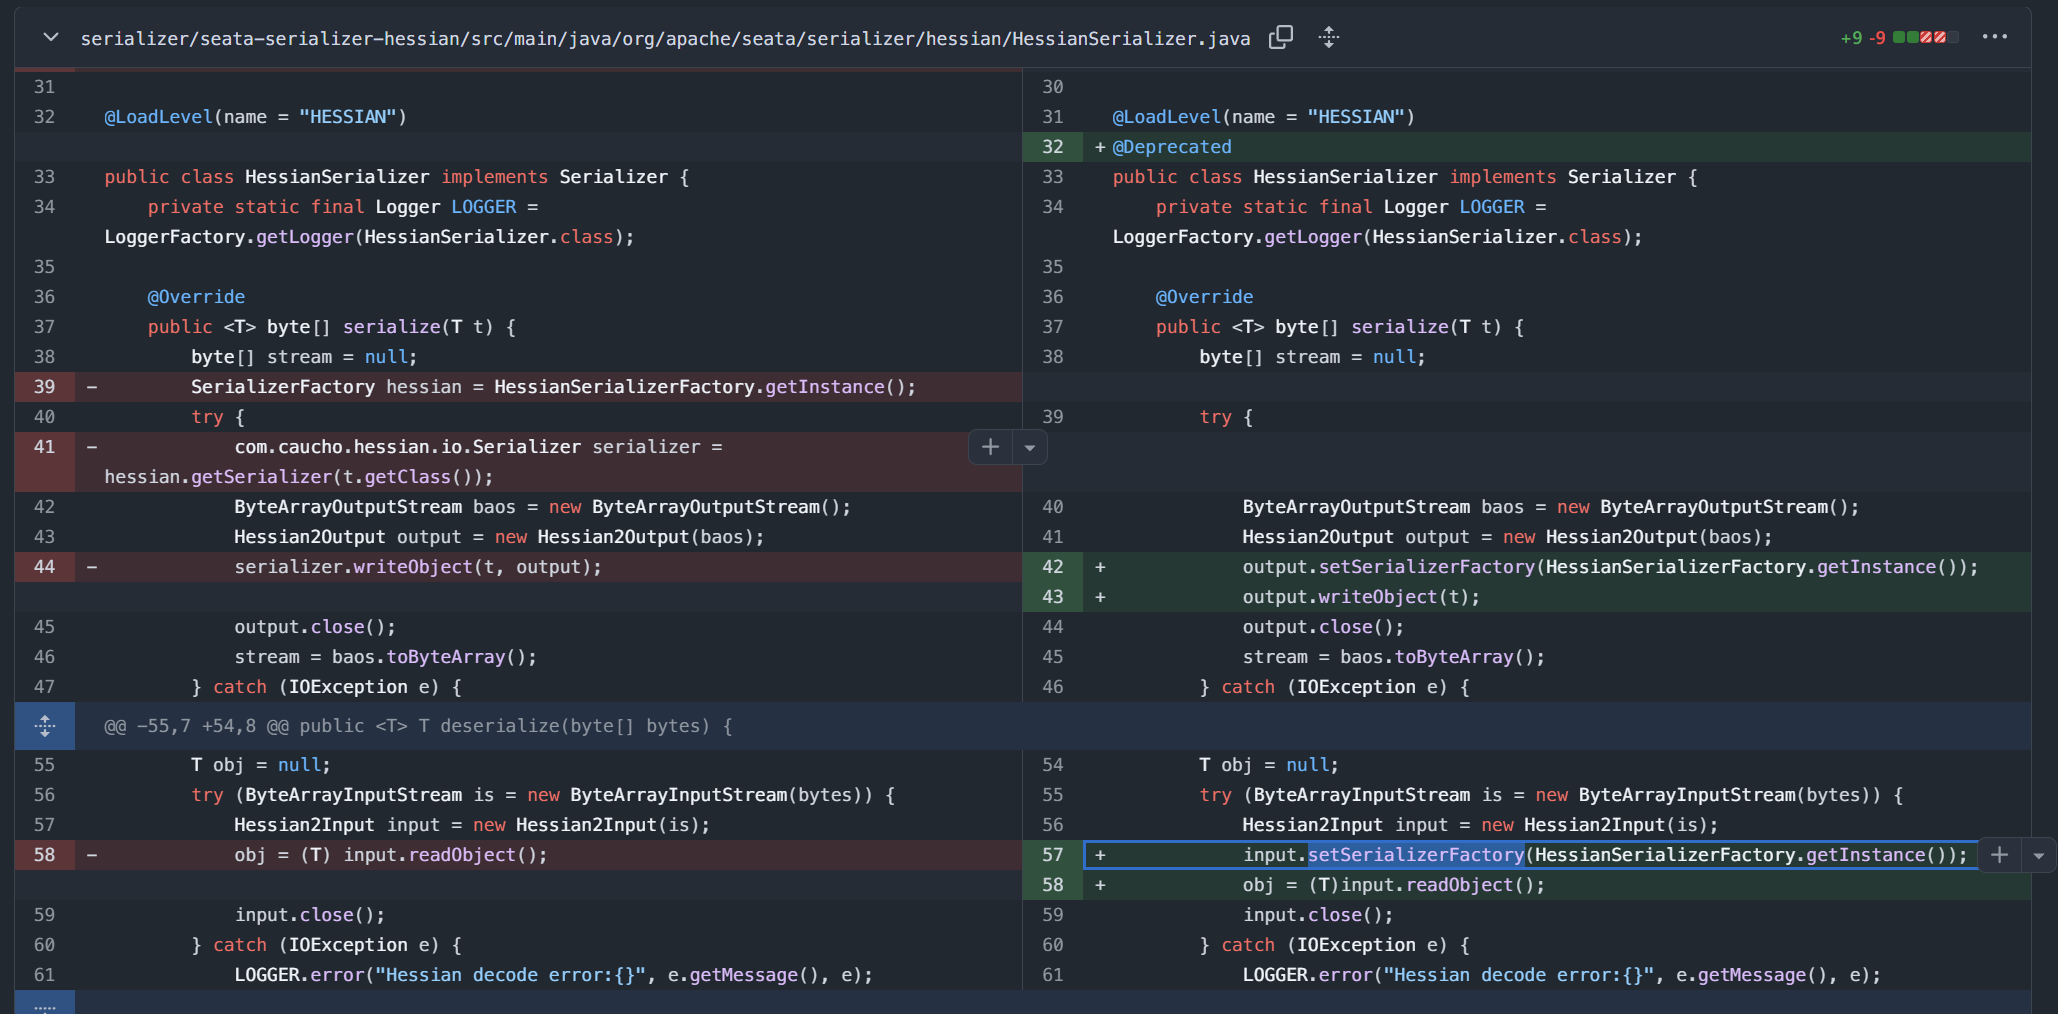 serializer/seata-serializer-hessian/src/main/java/org/apache/seata/serializer/hessian/HessianSerializer.java +9 -9
31
32 @LoadLevel(name = "HESSIAN")
33 public class HessianSerializer implements Serializer {
34 private static final Logger LOGGER =
LoggerFactory.getLogger(HessianSerializer.class);
35
36 @Override
37 public <T> byte[] serialize(T t) {
38 byte[] stream = null;
39 - SerializerFactory hessian = HessianSerializerFactory.getInstance();
40 try {
41 - com.caucho.hessian.io.Serializer serializer =
hessian.getSerializer(t.getClass());
42 ByteArrayOutputStream baos = new ByteArrayOutputStream();
43 Hessian2Output output = new Hessian2Output(baos);
44 - serializer.writeObject(t, output);
45 output.close();
46 stream = baos.toByteArray();
47 } catch (IOException e) {
@@ -55,7 +54,8 @@ public <T> T deserialize(byte[] bytes) {
55 T obj = null;
56 try (ByteArrayInputStream is = new ByteArrayInputStream(bytes)) {
57 Hessian2Input input = new Hessian2Input(is);
58 - obj = (T) input.readObject();
59 input.close();
60 } catch (IOException e) {
61 LOGGER.error("Hessian decode error:{}", e.getMessage(), e);
30
31 @LoadLevel(name = "HESSIAN")
32 + @Deprecated
33 public class HessianSerializer implements Serializer {
34 private static final Logger LOGGER =
LoggerFactory.getLogger(HessianSerializer.class);
35
36 @Override
37 public <T> byte[] serialize(T t) {
38 byte[] stream = null;
39 try {
40 ByteArrayOutputStream baos = new ByteArrayOutputStream();
41 Hessian2Output output = new Hessian2Output(baos);
42 + output.setSerializerFactory(HessianSerializerFactory.getInstance());
43 + output.writeObject(t);
44 output.close();
45 stream = baos.toByteArray();
46 } catch (IOException e) {
54 T obj = null;
55 try (ByteArrayInputStream is = new ByteArrayInputStream(bytes)) {
56 Hessian2Input input = new Hessian2Input(is);
57 + input.setSerializerFactory(HessianSerializerFactory.getInstance());
58 + obj = (T)input.readObject();
59 input.close();
60 } catch (IOException e) {
61 LOGGER.error("Hessian decode error:{}", e.getMessage(), e);